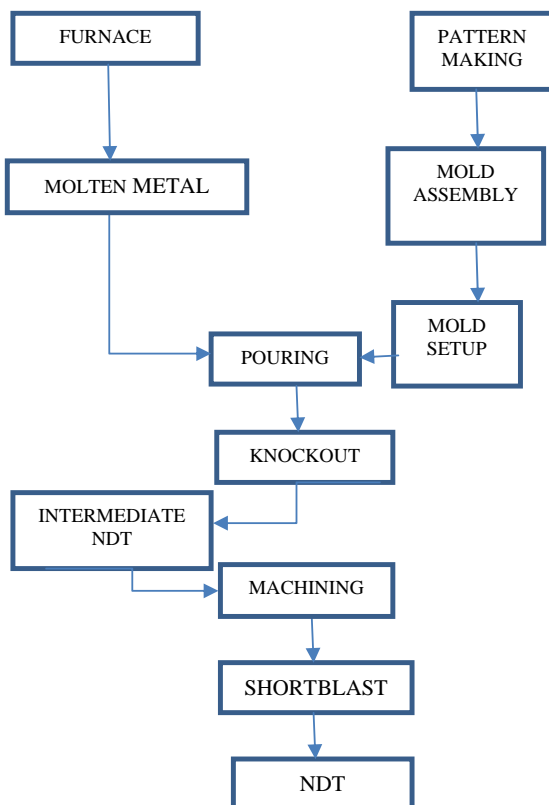 FURNACE
PATTERN
MAKING
MOLTEN METAL
MOLD
ASSEMBLY
MOLD
SETUP
POURING
KNOCKOUT
INTERMEDIATE
NDT
MACHINING
SHORTBLAST
NDT